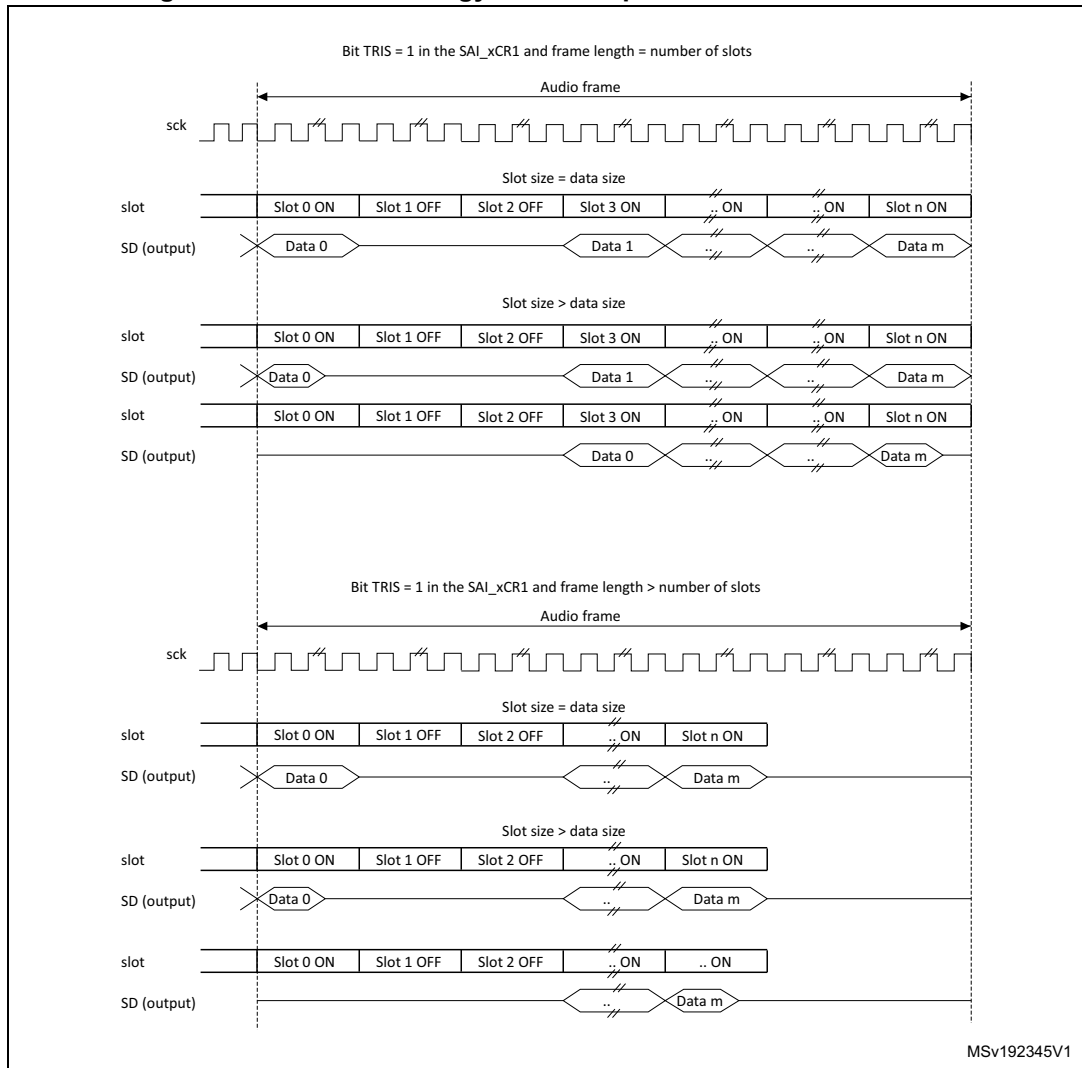 Bit TRIS = 1 in the SAI_xCR1 and frame length = number of slots
Audio frame
sck
Slot size = data size
slot Slot 0 ON Slot 1 OFF Slot 2 OFF Slot 3 ON .. ON .. ON Slot n ON
SD (output) Data 0 Data 1 .. .. Data m
Slot size > data size
slot Slot 0 ON Slot 1 OFF Slot 2 OFF Slot 3 ON .. ON .. ON Slot n ON
SD (output) Data 0 Data 1 .. .. Data m
slot Slot 0 ON Slot 1 OFF Slot 2 OFF Slot 3 ON .. ON .. ON Slot n ON
SD (output) Data 0 .. .. Data m
Bit TRIS = 1 in the SAI_xCR1 and frame length > number of slots
Audio frame
sck
Slot size = data size
slot Slot 0 ON Slot 1 OFF Slot 2 OFF .. ON Slot n ON
SD (output) Data 0 .. Data m
Slot size > data size
slot Slot 0 ON Slot 1 OFF Slot 2 OFF .. ON Slot n ON
SD (output) Data 0 .. Data m
slot Slot 0 ON Slot 1 OFF Slot 2 OFF .. ON .. ON
SD (output) .. Data m
MSv192345V1